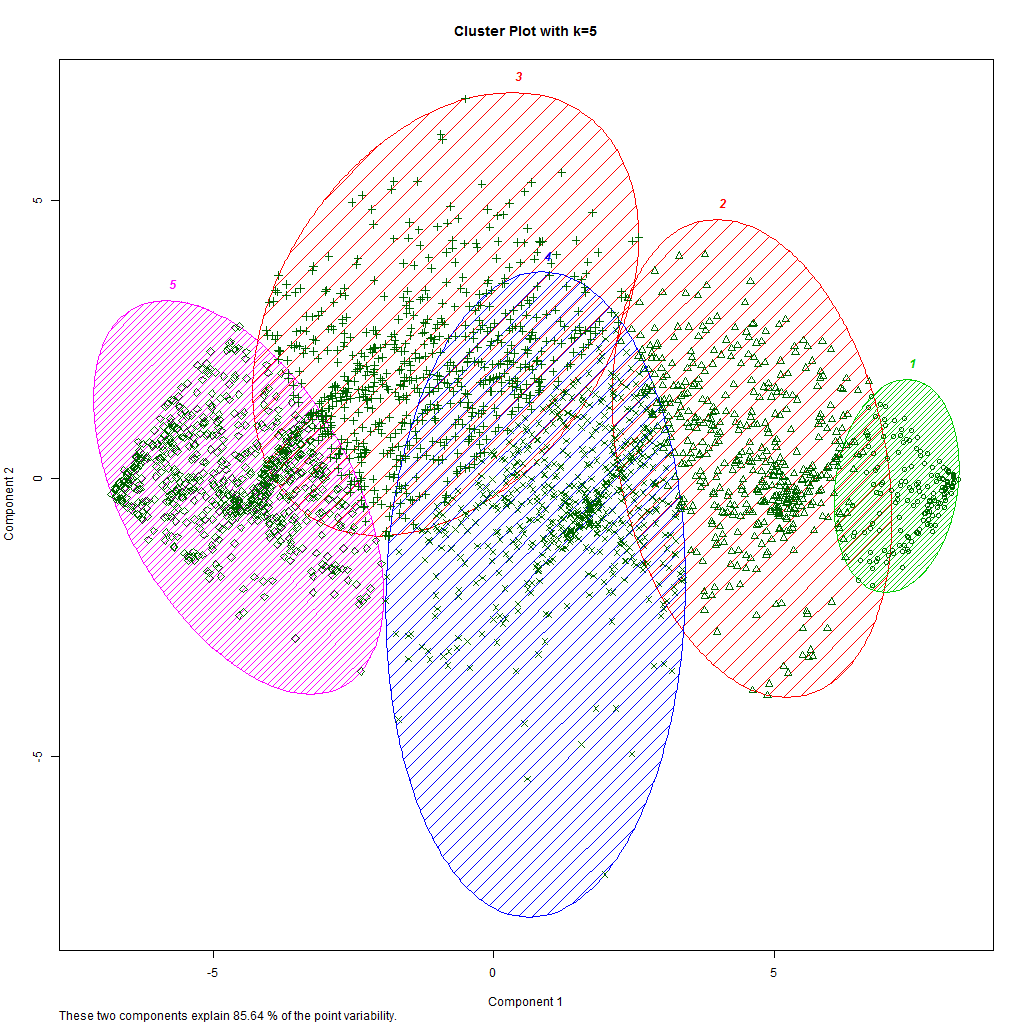 Cluster Plot with k=5
3
5
2
4
5
1
0
-5
Component 2
-5
0
5
Component 1
These two components explain 85.64 % of the point variability.